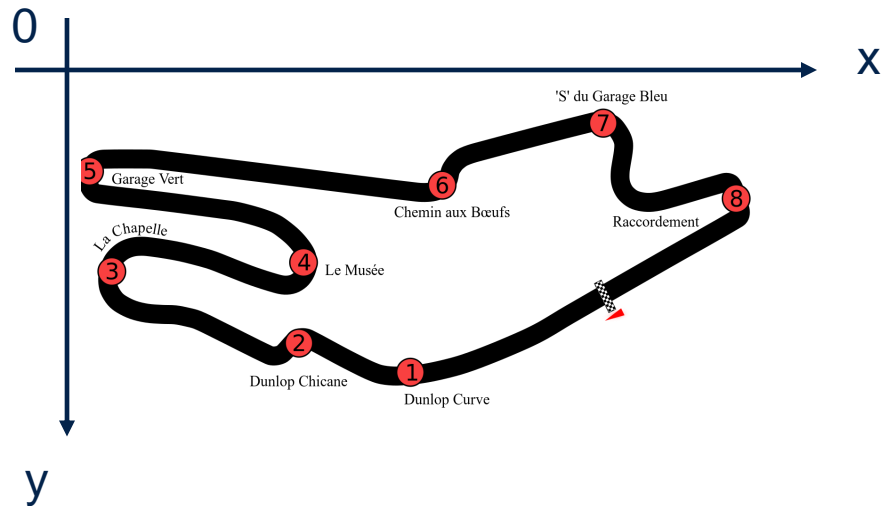 0
x
'S' du Garage Bleu
7
5
Garage Vert
6
8
Chemin aux Bœufs
Raccordement
La Chapelle
4
Le Musée
3
2
1
Dunlop Chicane
Dunlop Curve
y